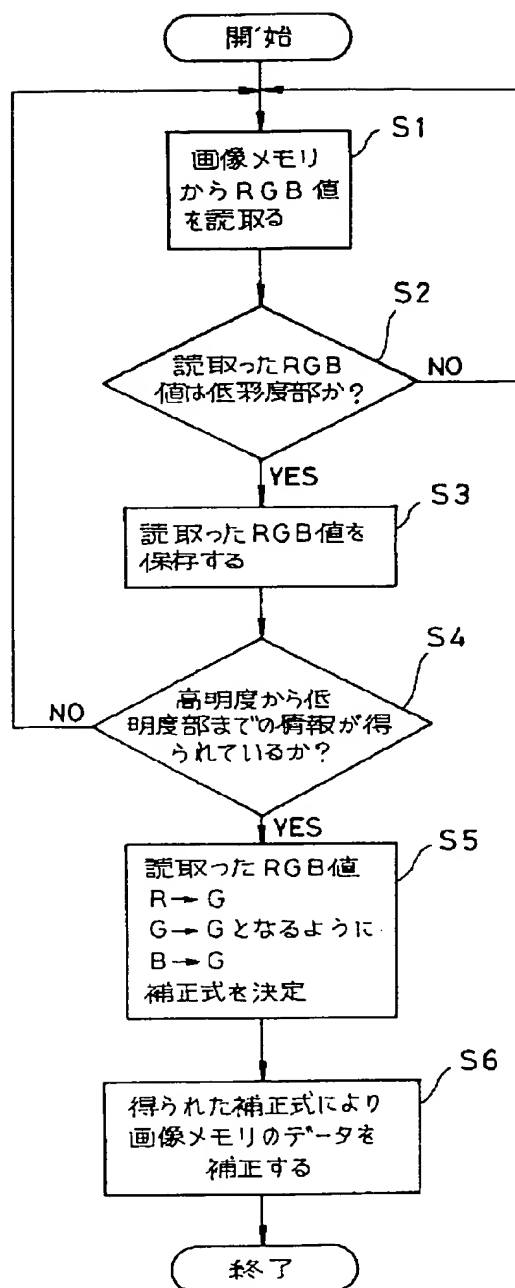 開始
S1
画像メモリ
からRGB値
を読取る
S2
読取ったRGB
値は低彩度部か?
NO
YES
S3
読取ったRGB値を
保存する
S4
高明度から低
明度部までの情報が得
られているか?
NO
YES
S5
読取ったRGB値
R→G
G→Gとなるように
B→G
補正式を決定
S6
得られた補正式により
画像メモリのデータを
補正する
終了